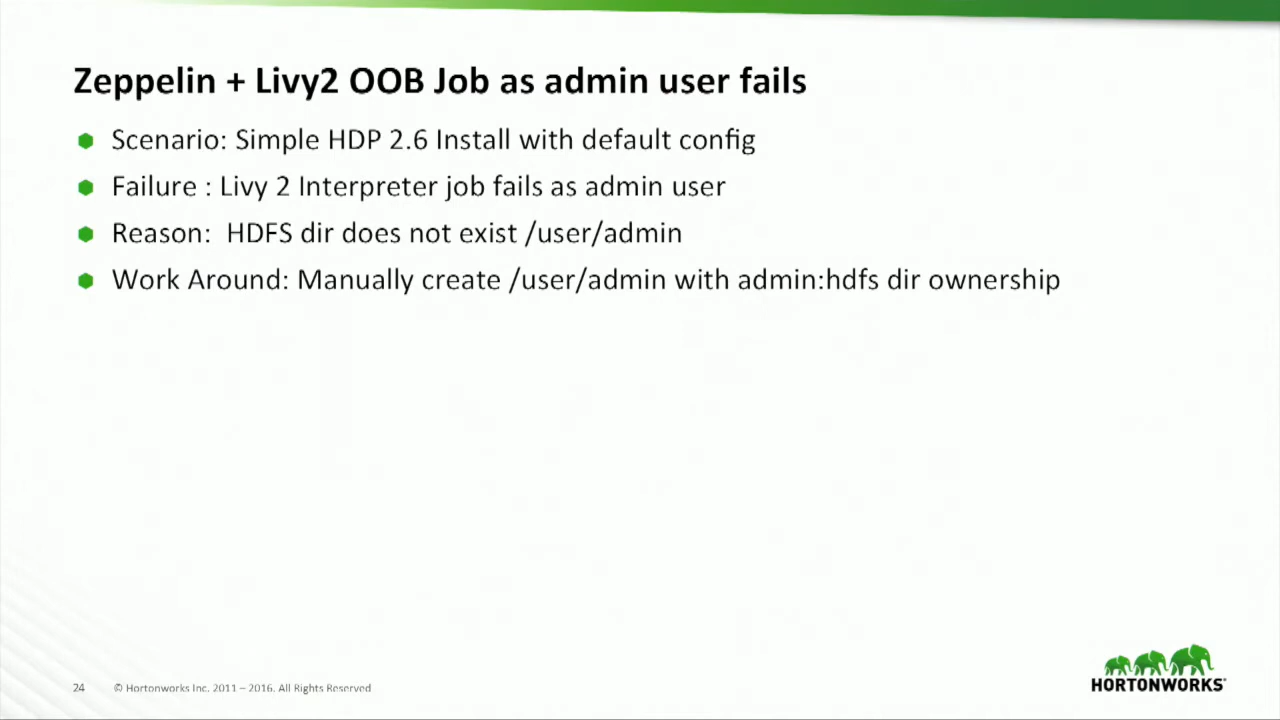 Zeppelin + Livy2 OOB Job as admin user fails
Scenario: Simple HDP 2.6 Install with default config
Failure : Livy 2 Interpreter job fails as admin user
Reason:  HDFS dir does not exist /user/admin
Work Around: Manually create /user/admin with admin:hdfs dir ownership
24 © Hortonworks Inc. 2011 – 2016. All Rights Reserved
HORTONWORKS®